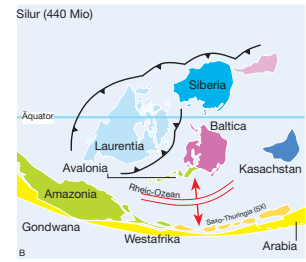 Silur (440 Mio)
Siberia
Äquator
Baltica
Laurentia
Avalonia
Kasachstan
Rheic-Ozean
Amazonia
Saxo-Thuringia (SX)
Gondwana
Westafrika
Arabia
B